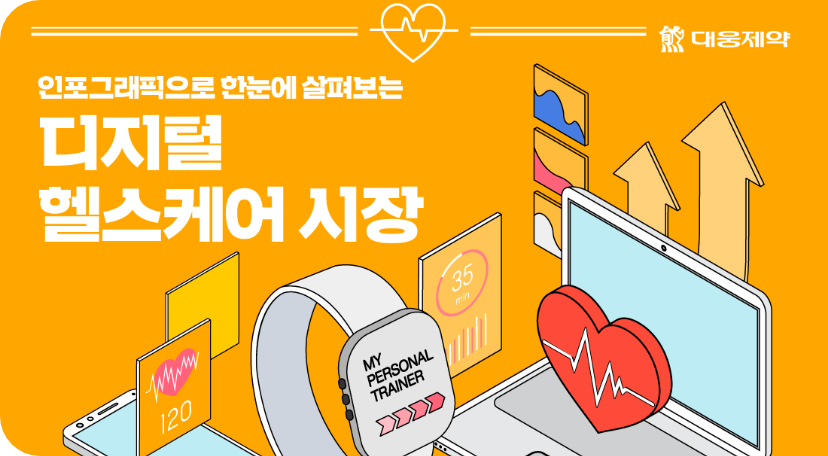 대웅제약
인포그래픽으로 한눈에 살펴보는
디지털
헬스케어 시장
35
min.
MY
PERSONAL
TRAINER
120